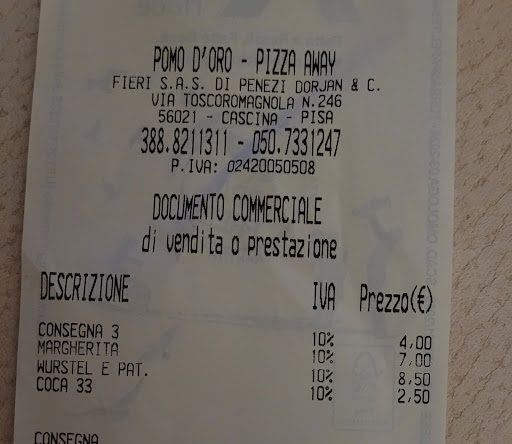 POMO D'ORO - PIZZA AWAY
FIERI S.A.S. DI PENEZI DORJAN & C.
VIA TOSCOROMAGNOLA N.246
56021 - CASCINA - PISA
388.8211311 - 050.7331247
P.IVA: 02420050508
DOCUMENTO COMMERCIALE
di vendita o prestazione
DESCRIZIONE IVA Prezzo(€)
CONSEGNA 3 10% 4,00
MARGHERITA 10% 7,00
WURSTEL E PAT. 10% 8,50
COCA 33 10% 2,50
CONSEGNA